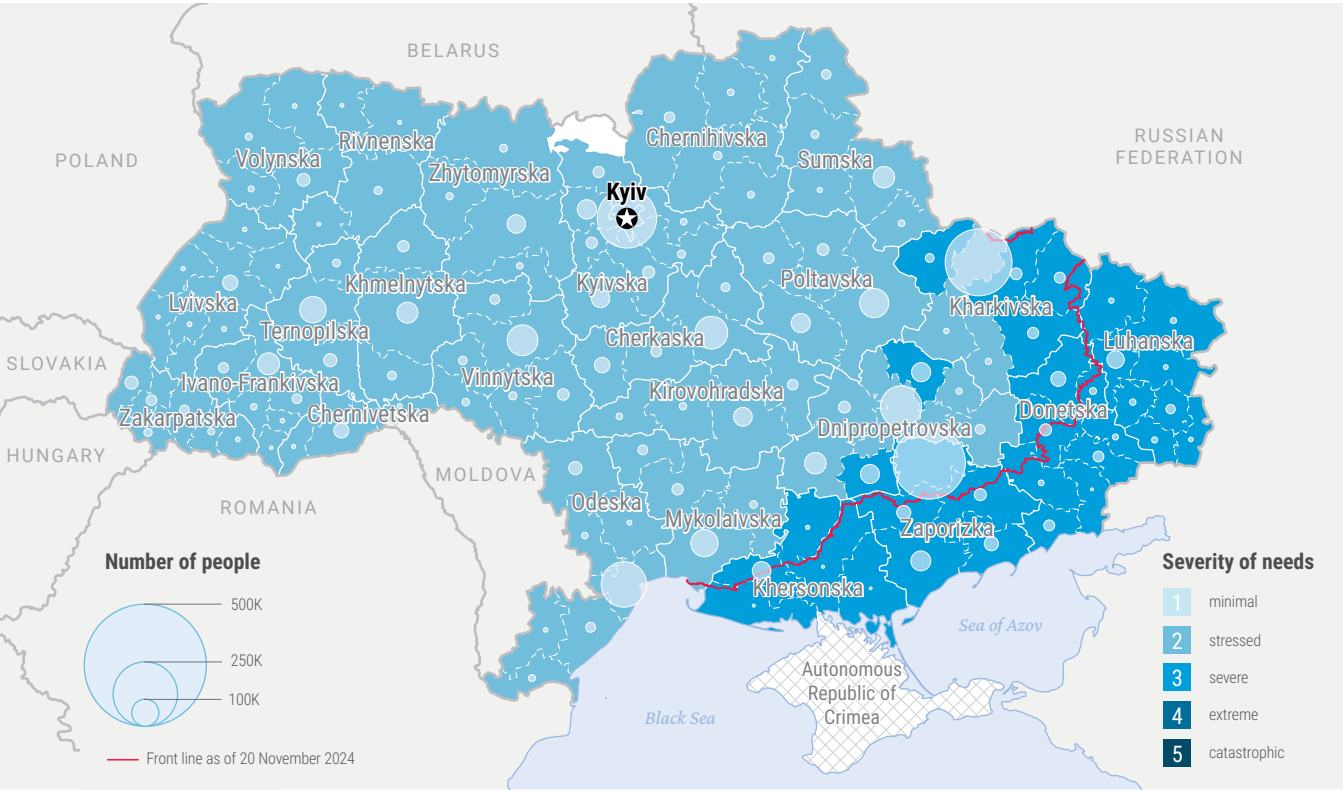 BELARUS
POLAND
RUSSIAN
FEDERATION
Volynska
Rivnenska
Zhytomyrska
Chernihivska
Sumska
Kyiv
Lvivska
Khmelnytska
Ternopilska
Kyivska
Poltavska
Kharkivska
Luhanska
SLOVAKIA
Cherkaska
Ivano-Frankivska
Vinnytska
Kirovohradska
Donetska
Zakarpatska
Chernivetska
Dnipropetrovska
HUNGARY
MOLDOVA
ROMANIA
Odeska
Mykolaivska
Zaporizka
Khersonska
Sea of Azov
Autonomous
Republic of
Crimea
Black Sea
Number of people
500K
250K
100K
Front line as of 20 November 2024
Severity of needs
1 minimal
2 stressed
3 severe
4 extreme
5 catastrophic